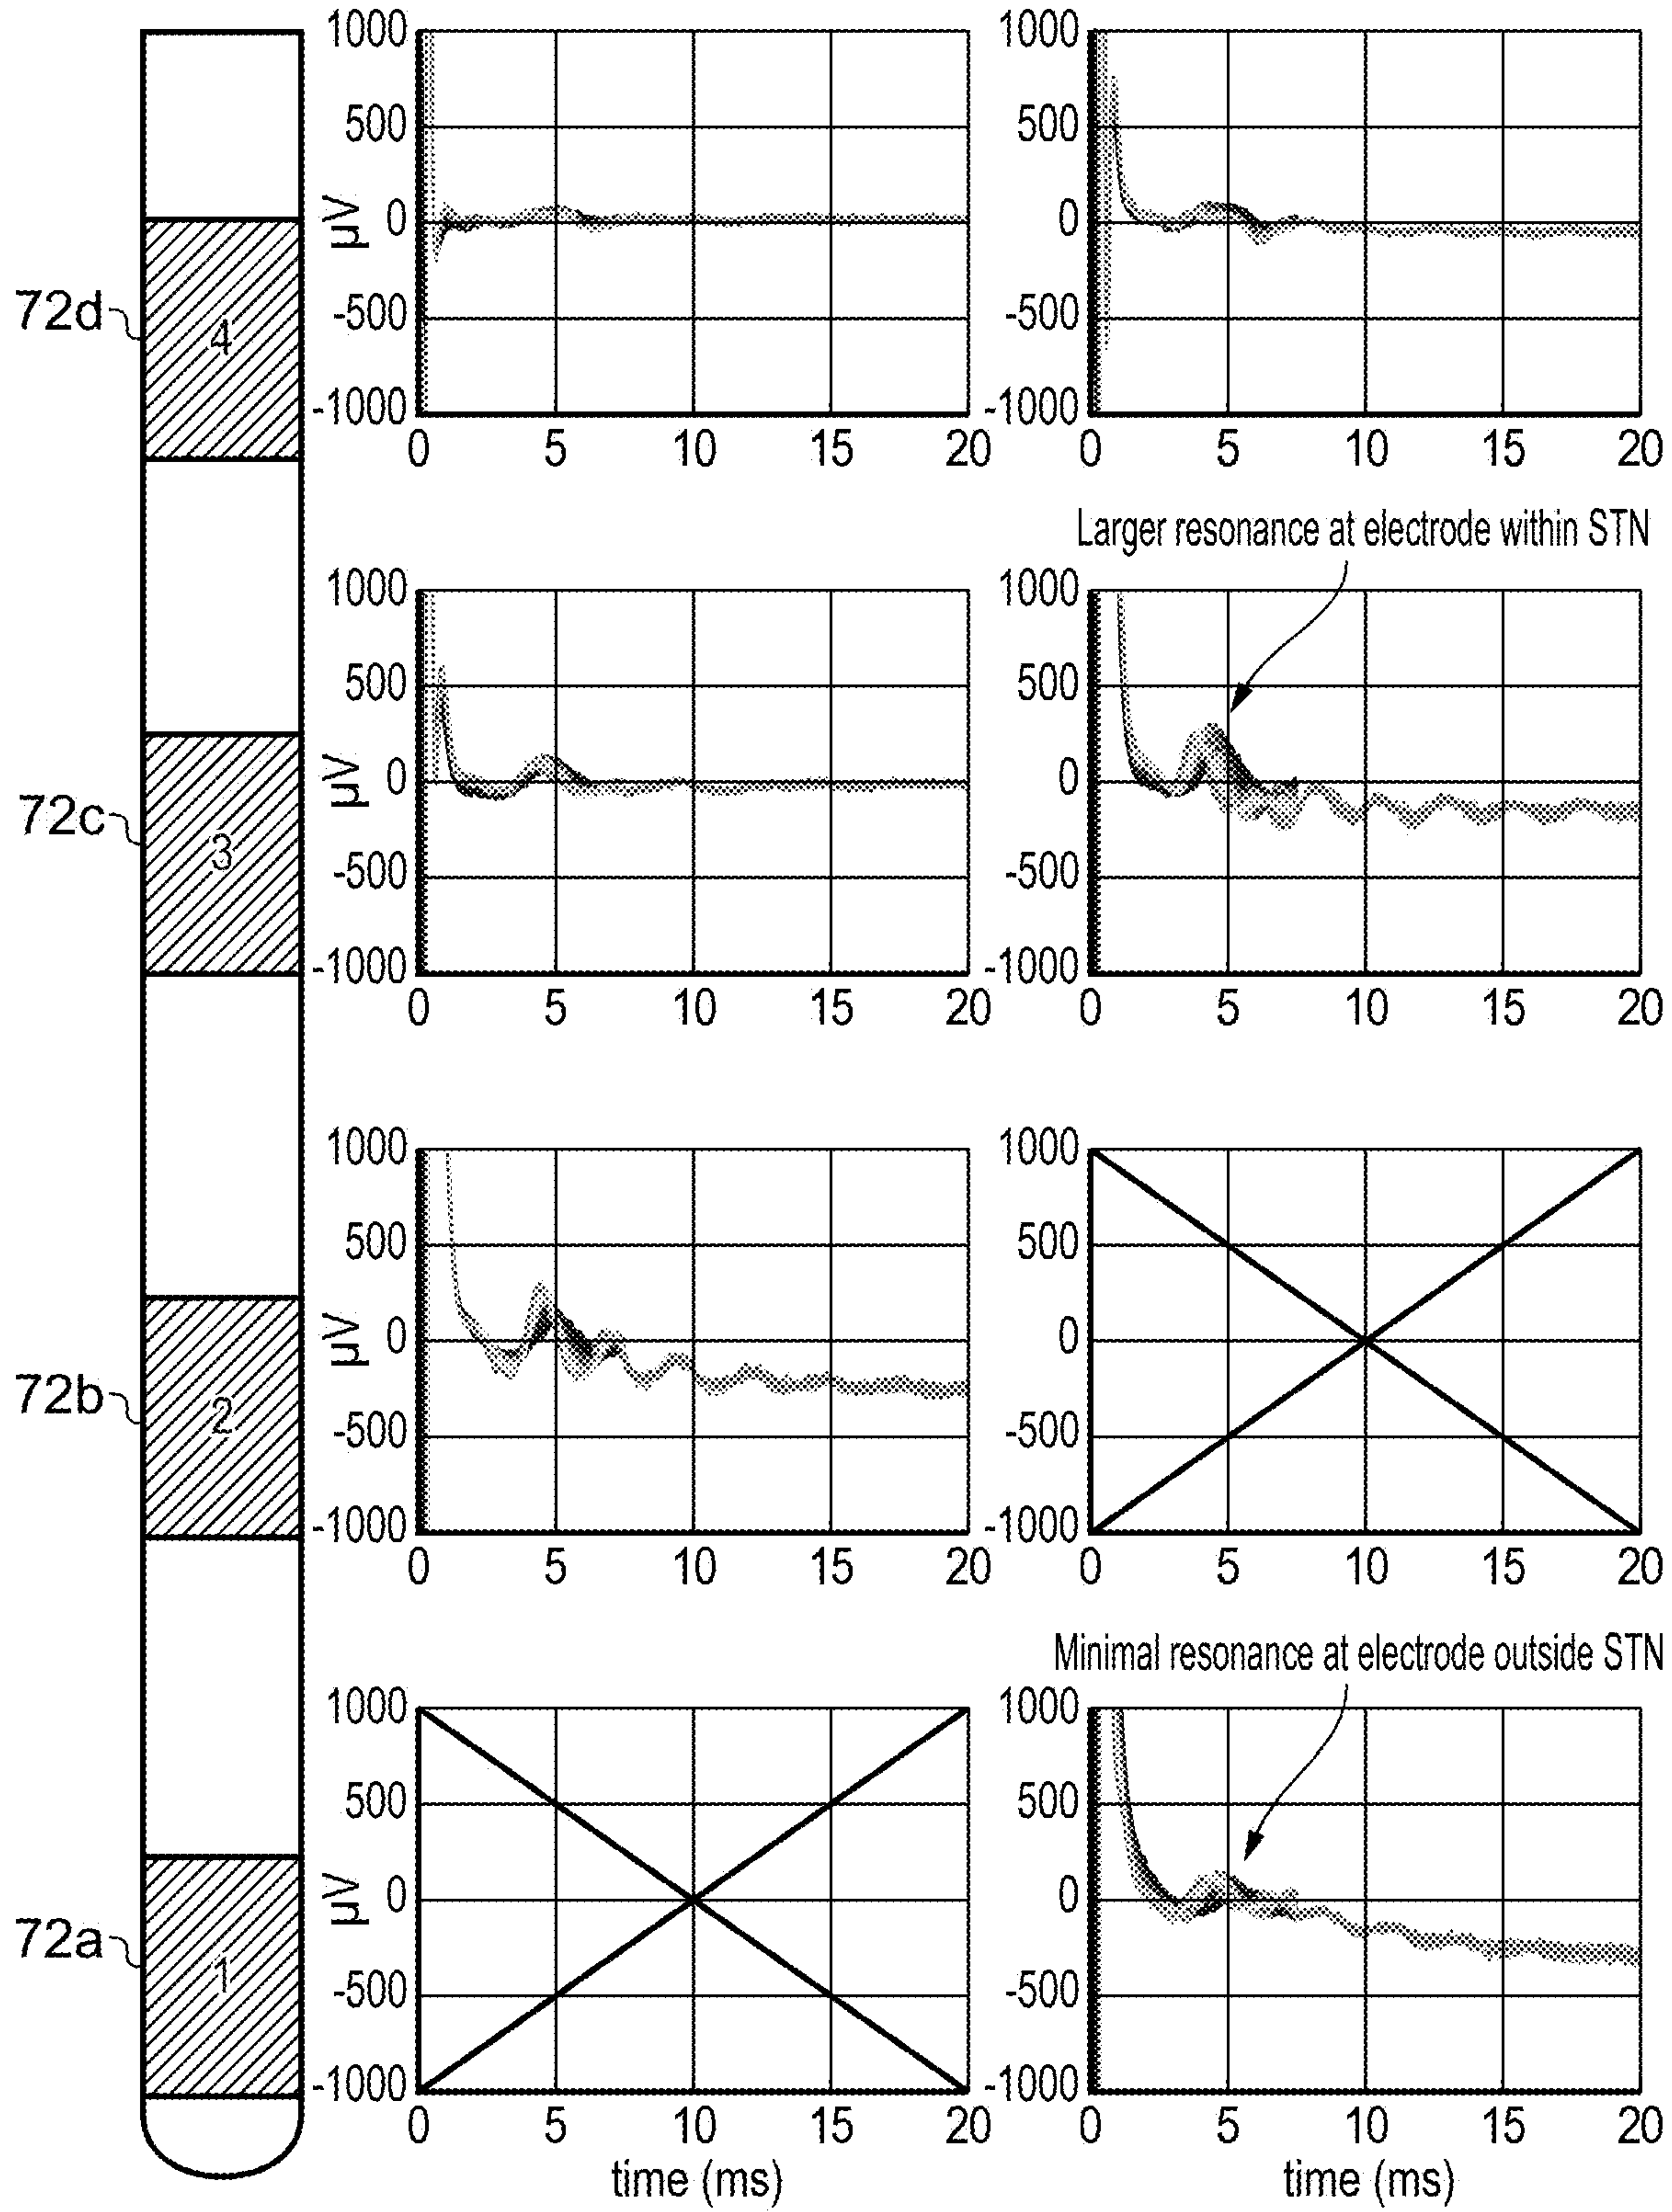 1000 1000
500 500
µV 0 0
72d 4 -500 -500
-1000 -1000
0 5 10 15 20 0 5 10 15 20
Larger resonance at electrode within STN
1000 1000
500 500
µV 0 0
72c 3 -500 -500
-1000 -1000
0 5 10 15 20 0 5 10 15 20
1000 1000
500 500
µV 0 0
72b 2 -500 -500
-1000 -1000
0 5 10 15 20 0 5 10 15 20
Minimal resonance at electrode outside STN
1000 1000
500 500
µV 0 0
72a 1 -500 -500
-1000 -1000
0 5 10 15 20 0 5 10 15 20
time (ms) time (ms)